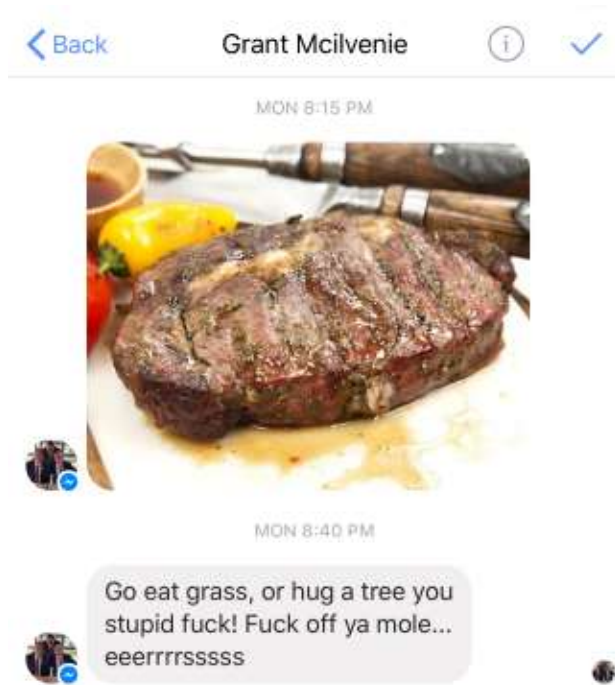 Back
Grant Mcilvenie
MON 8:15 PM
MON 8:40 PM
Go eat grass, or hug a tree you
stupid fuck! Fuck off ya mole...
eeerrrrsssss